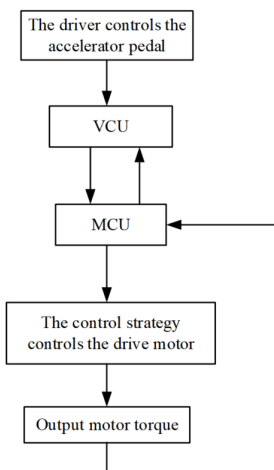 The driver controls the
accelerator pedal
VCU
MCU
The control strategy
controls the drive motor
Output motor torque